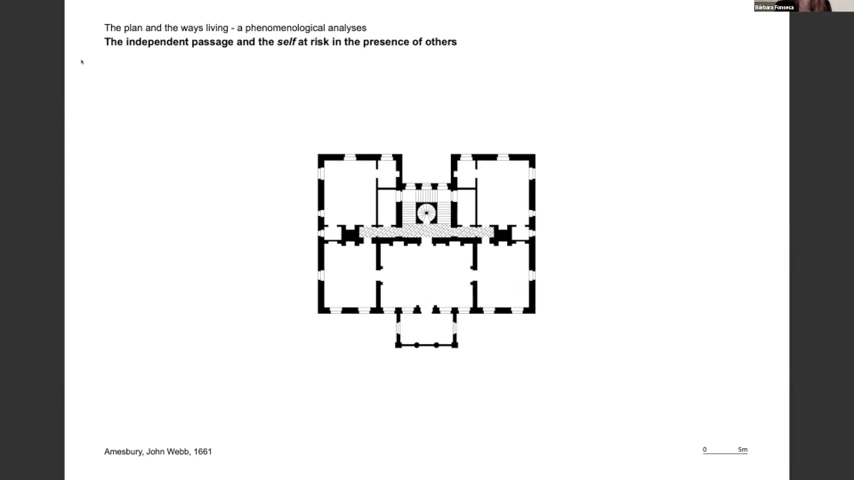 Bárbara Fonseca
The plan and the ways living - a phenomenological analyses
The independent passage and the self at risk in the presence of others
Amesbury, John Webb, 1661
0 5m